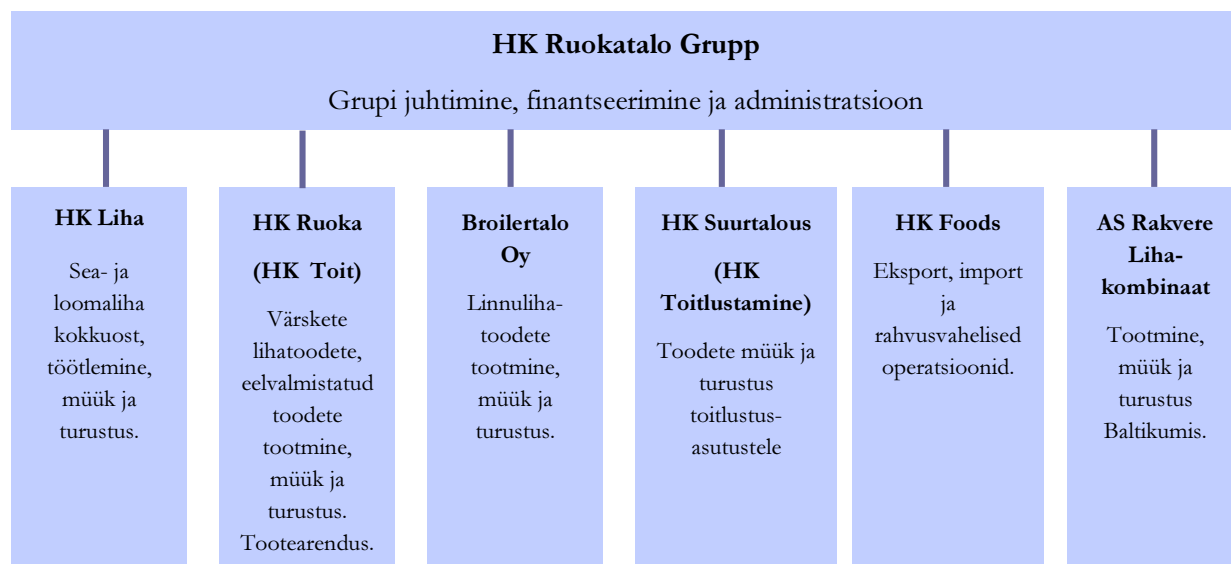 HK Ruokatalo Grupp
Grupi juhtimine, finantseerimine ja administratsioon
HK Liha
Sea- ja
loomaliha
kokkuost,
töötlemine,
müük ja
turustus.
HK Ruoka
(HK Toit)
Värskete
lihatoodete,
eelvalmistatud
toodete
tootmine,
müük ja
turustus.
Tootearendus.
Broilertalo
Oy
Linnuliha-
toodete
tootmine,
müük ja
turustus.
HK Suurtalous
(HK
Toitlustamine)
Toodete müük ja
turustus
toitlustus-
asutustele
HK Foods
Eksport, import
ja
rahvusvahelised
operatsioonid.
AS Rakvere
Liha-
kombinaat
Tootmine,
müük ja
turustus
Baltikumis.